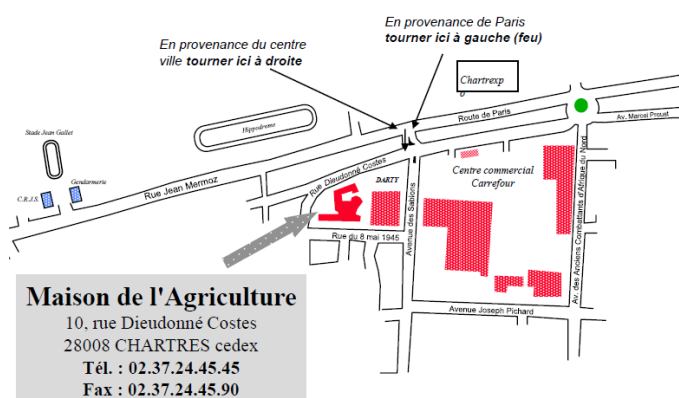 En provenance de Paris
tourner ici à gauche (feu)
En provenance du centre
ville tourner ici à droite
Chartrexp
o
Route de Paris
Av. Marcel Proust
Hippodrome
Stade Jean Gallet
Gendarmerie
C.R.J.S.
Rue Jean Mermoz
Rue Dieudonné Costes
DARTY
Centre commercial
Carrefour
Avenue des Sablons
Av. des Anciens Combattants d'Afrique du Nord
Rue du 8 mai 1945
Avenue Joseph Pichard
Maison de l'Agriculture
10, rue Dieudonné Costes
28008 CHARTRES cedex
Tél. : 02.37.24.45.45
Fax : 02.37.24.45.90